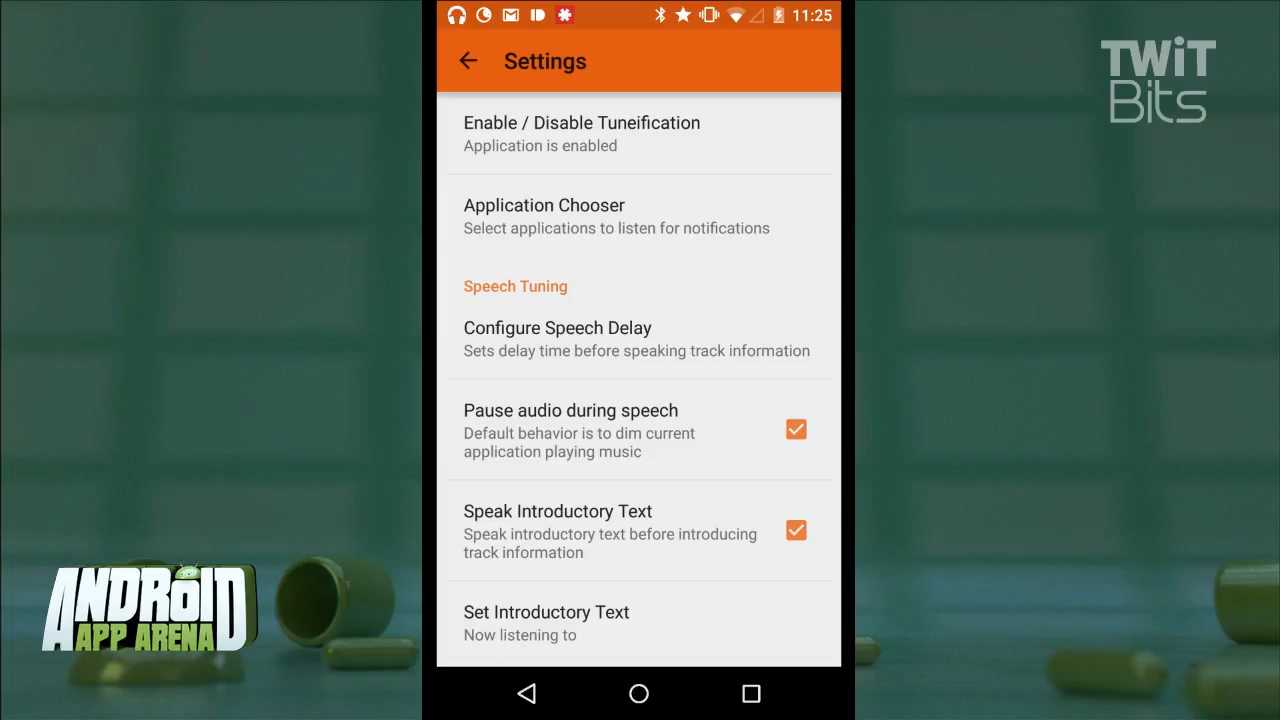 11:25
Settings
TWiT
Bits
Enable / Disable Tuneification
Application is enabled
Application Chooser
Select applications to listen for notifications
Speech Tuning
Configure Speech Delay
Sets delay time before speaking track information
Pause audio during speech
Default behavior is to dim current
application playing music
Speak Introductory Text
Speak introductory text before introducing
track information
Set Introductory Text
Now listening to
ANDROiD
APP ARENA